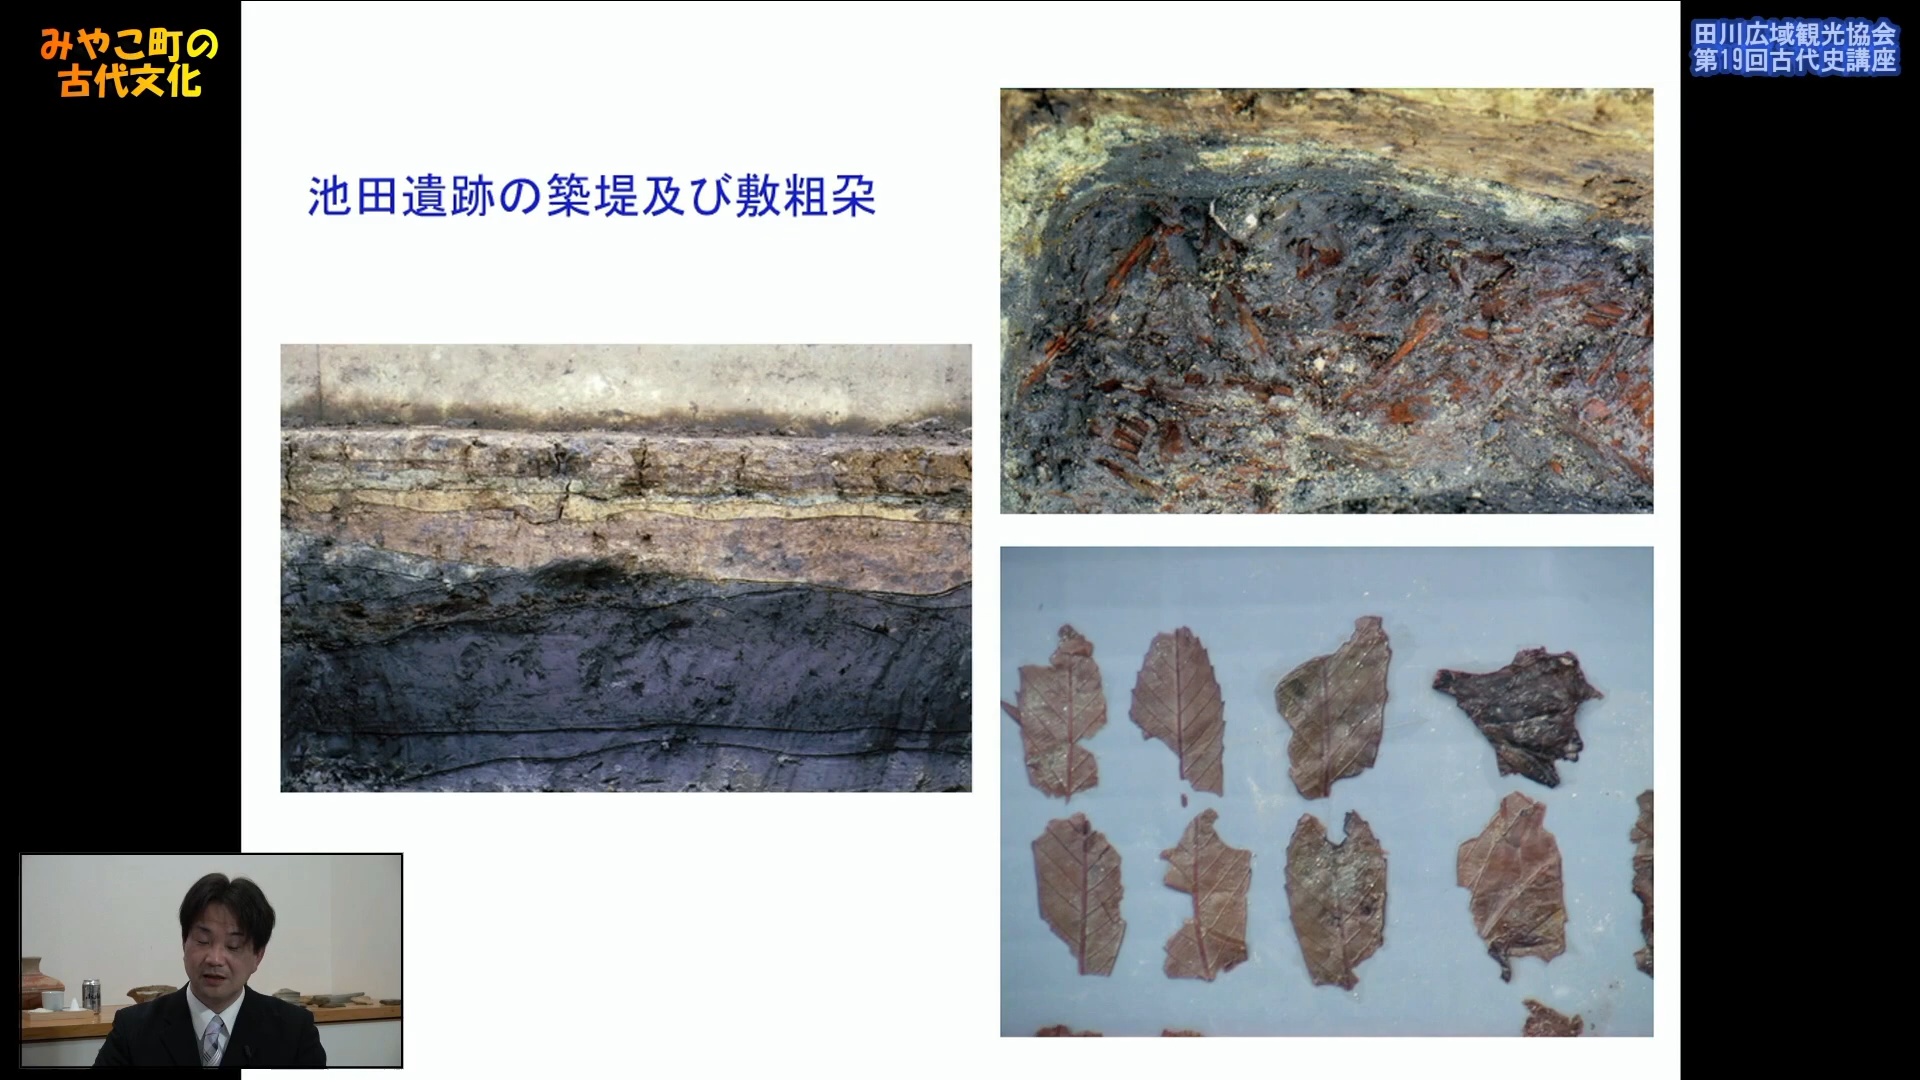 みやこ町の
古代文化
田川広域観光協会
第19回古代史講座
池田遺跡の築堤及び敷粗朶